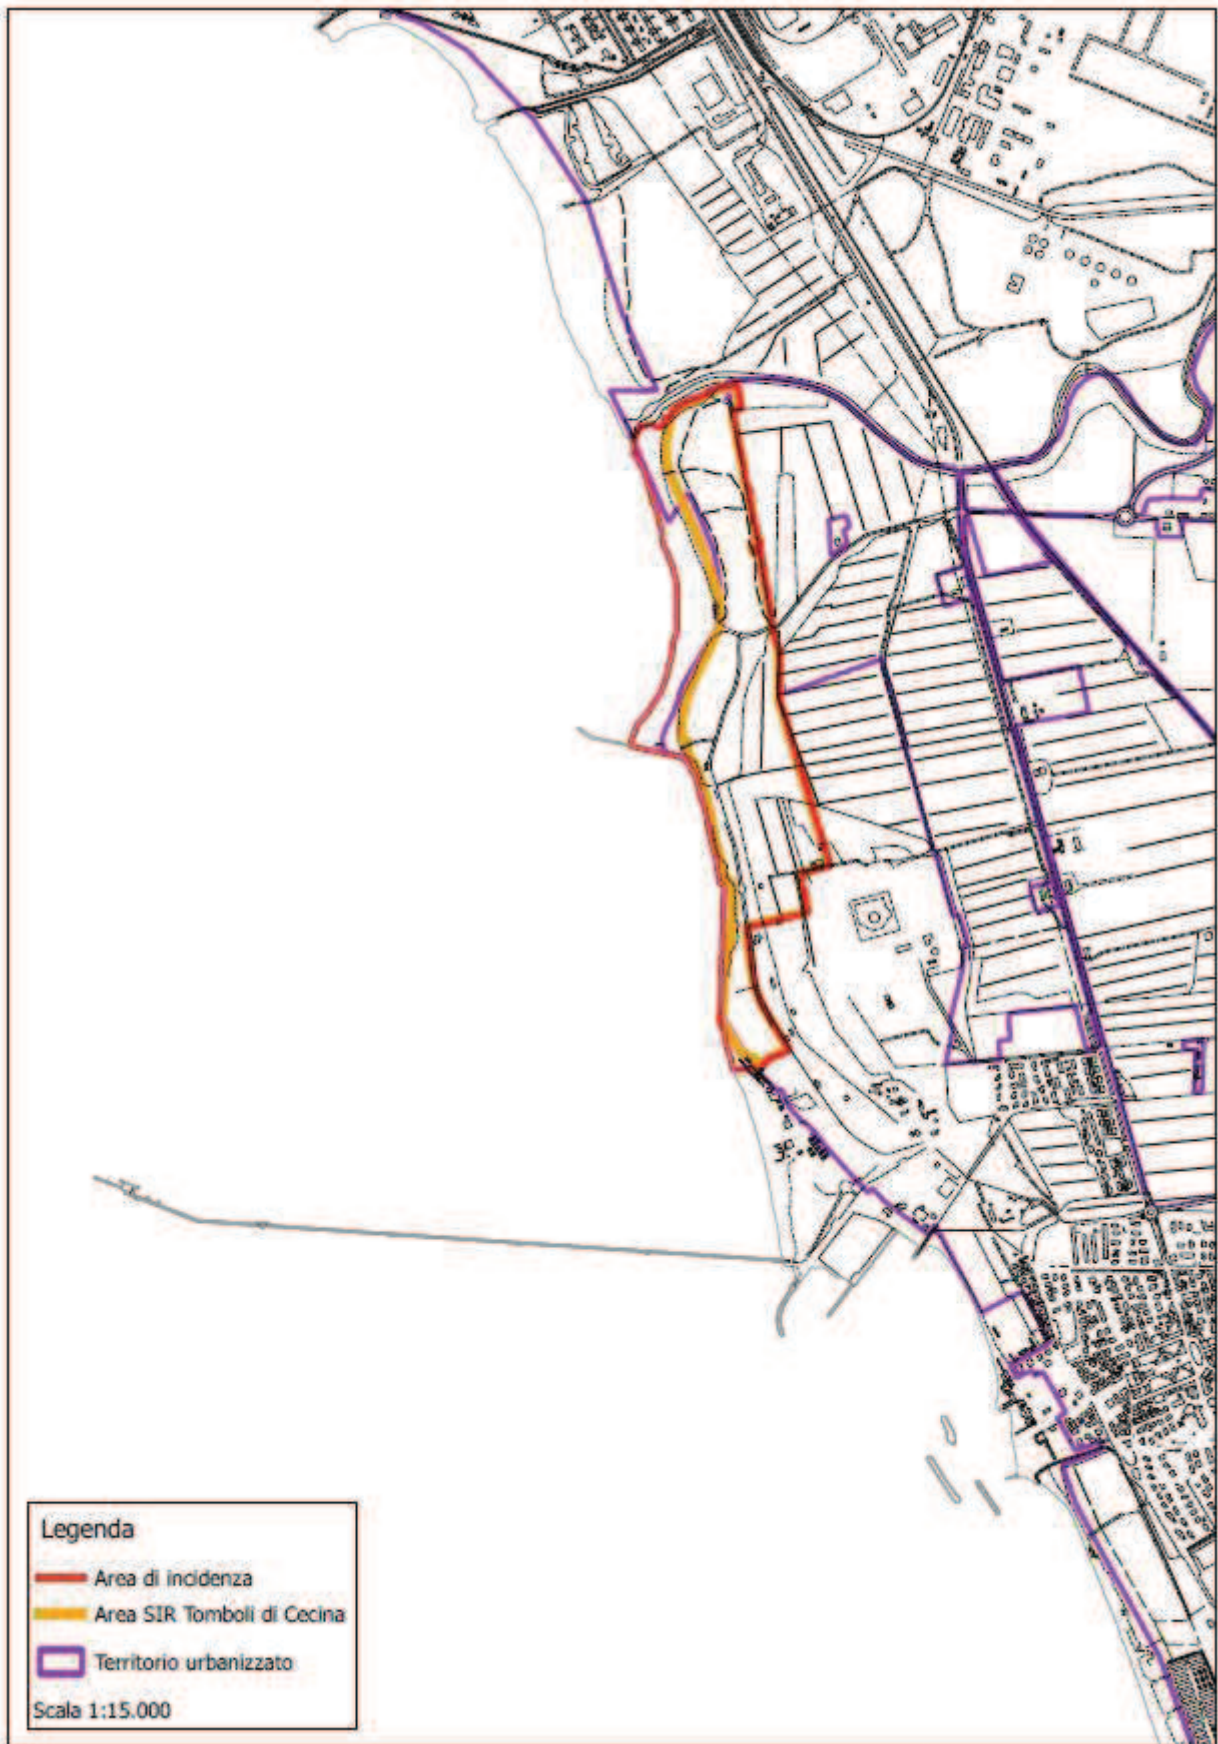 Legenda
Area di incidenza
Area SIR Tomboli di Cecina
Territorio urbanizzato
Scala 1:15.000